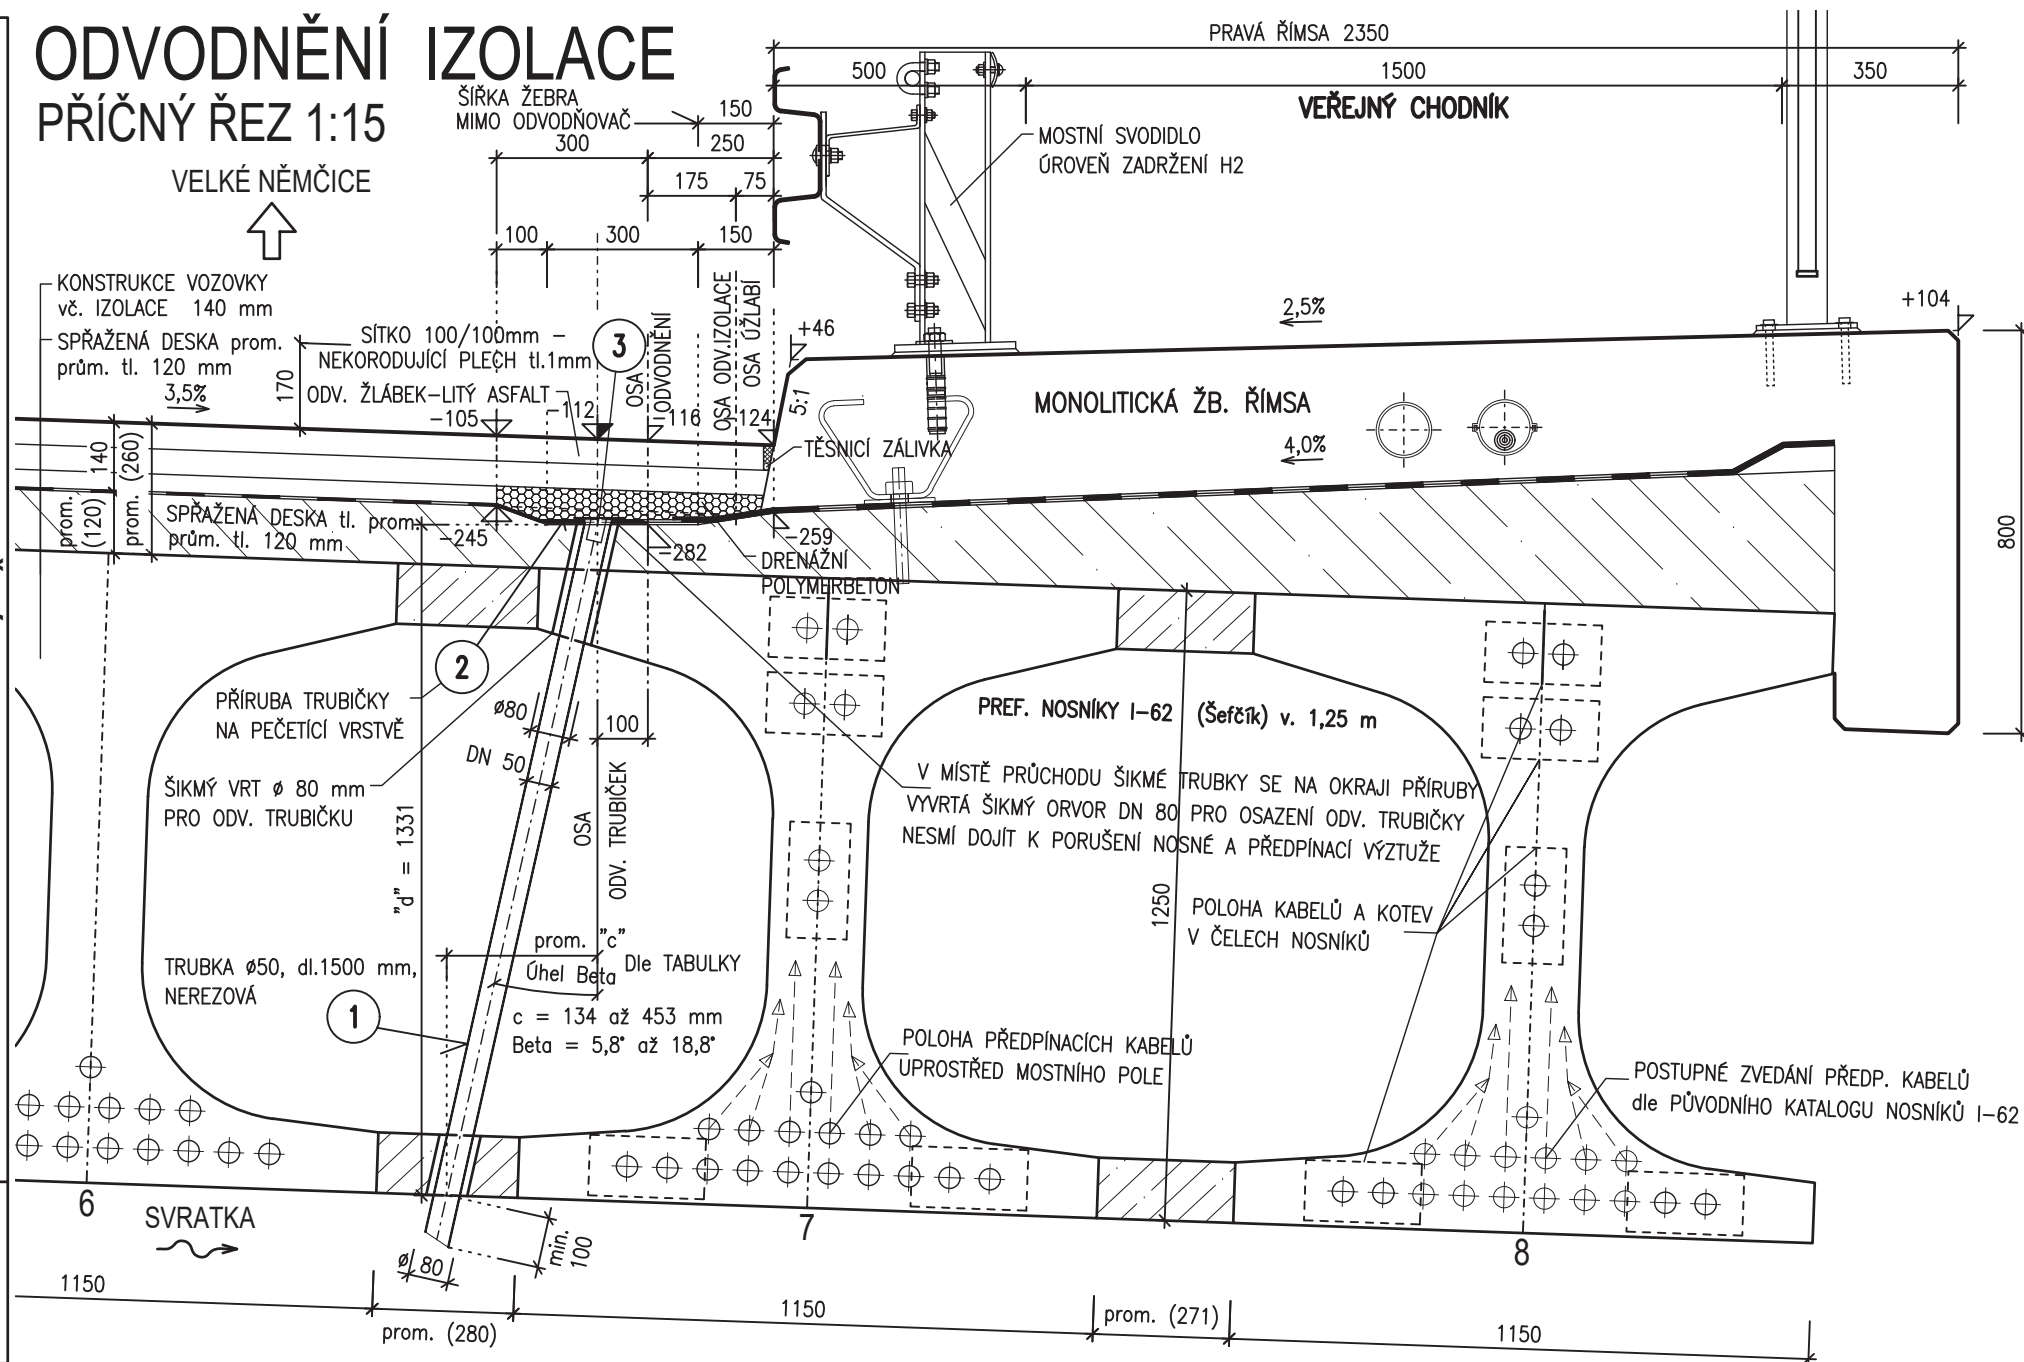 ODVODNĚNÍ IZOLACE
PŘÍČNÝ ŘEZ 1:15
VELKÉ NĚMČICE
PRAVÁ ŘÍMSA 2350
500
1500
350
VEŘEJNÝ CHODNÍK
ŠÍŘKA ŽEBRA
MIMO ODVODŇOVAČ
150
300
250
175
75
100
300
150
MOSTNÍ SVODIDLO
ÚROVEŇ ZADRŽENÍ H2
KONSTRUKCE VOZOVKY
vč. IZOLACE 140 mm
SPŘAŽENÁ DESKA prom.
prům. tl. 120 mm
3,5%
170
SÍTKO 100/100mm –
NEKORODUJÍCÍ PLECH tl.1mm
ODV. ŽLÁBEK–LITÝ ASFALT
3
OSA
ODVODNĚNÍ
OSA ODV.IZOLACE
OSA ÚŽLABÍ
+46
2,5%
+104
5:1
–105
–112
116
124
MONOLITICKÁ ŽB. ŘÍMSA
4,0%
TĚSNICÍ ZÁLIVKA
140
prom. (260)
prom.
(120)
SPŘAŽENÁ DESKA tl. prom.
prům. tl. 120 mm
–245
–282
–259
DRENÁŽNÍ
POLYMERBETON
800
2
PŘÍRUBA TRUBIČKY
NA PEČETÍCÍ VRSTVĚ
ø80
100
DN 50
PREF. NOSNÍKY I–62 (Šefčík) v. 1,25 m
ŠIKMÝ VRT ø 80 mm
PRO ODV. TRUBIČKU
V MÍSTĚ PRŮCHODU ŠIKMÉ TRUBKY SE NA OKRAJI PŘÍRUBY
VYVRTÁ ŠIKMÝ ORVOR DN 80 PRO OSAZENÍ ODV. TRUBIČKY
NESMÍ DOJÍT K PORUŠENÍ NOSNÉ A PŘEDPÍNACÍ VÝZTUŽE
"d" = 1331
OSA
ODV. TRUBIČEK
1250
POLOHA KABELŮ A KOTEV
V ČELECH NOSNÍKŮ
prom. "c"
Úhel Beta
Dle TABULKY
TRUBKA ø50, dl.1500 mm,
NEREZOVÁ
1
c = 134 až 453 mm
Beta = 5,8° až 18,8°
POLOHA PŘEDPÍNACÍCH KABELŮ
UPROSTŘED MOSTNÍHO POLE
POSTUPNÉ ZVEDÁNÍ PŘEDP. KABELŮ
dle PŮVODNÍHO KATALOGU NOSNÍKŮ I–62
6
SVRATKA
7
8
min.
100
ø 80
1150
prom. (280)
1150
prom. (271)
1150